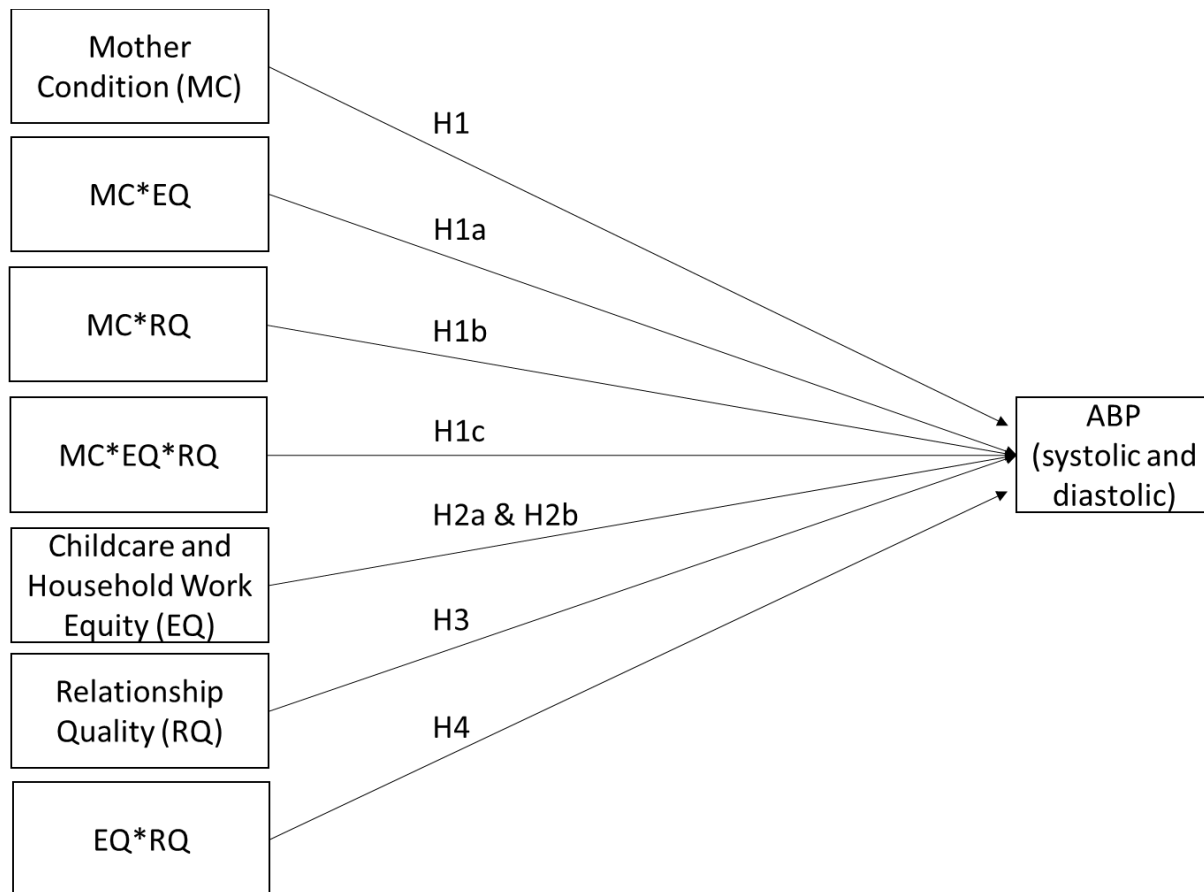 Mother
Condition (MC)
H1
MC*EQ
H1a
MC*RQ
H1b
MC*EQ*RQ
H1c
ABP
(systolic and
diastolic)
H2a & H2b
Childcare and
Household Work
Equity (EQ)
H3
Relationship
Quality (RQ)
H4
EQ*RQ